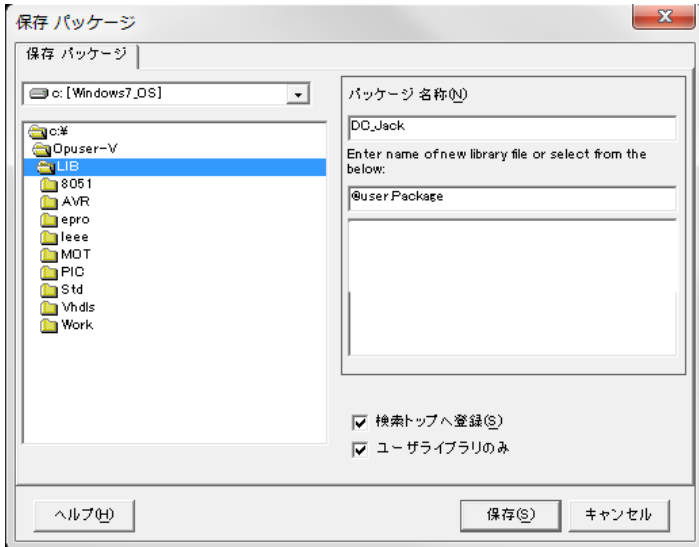 保存 パッケージ
保存 パッケージ
c: [Windows7_OS]
c:¥
Opuser-V
LIB
8051
AVR
epro
Ieee
MOT
PIC
Std
Vhdls
Work
パッケージ 名称(N)
DC_Jack
Enter name of new library file or select from the
below:
@user.Package
検索トップへ登録(S)
ユーザライブラリのみ
ヘルプ(H)
保存(S)
キャンセル